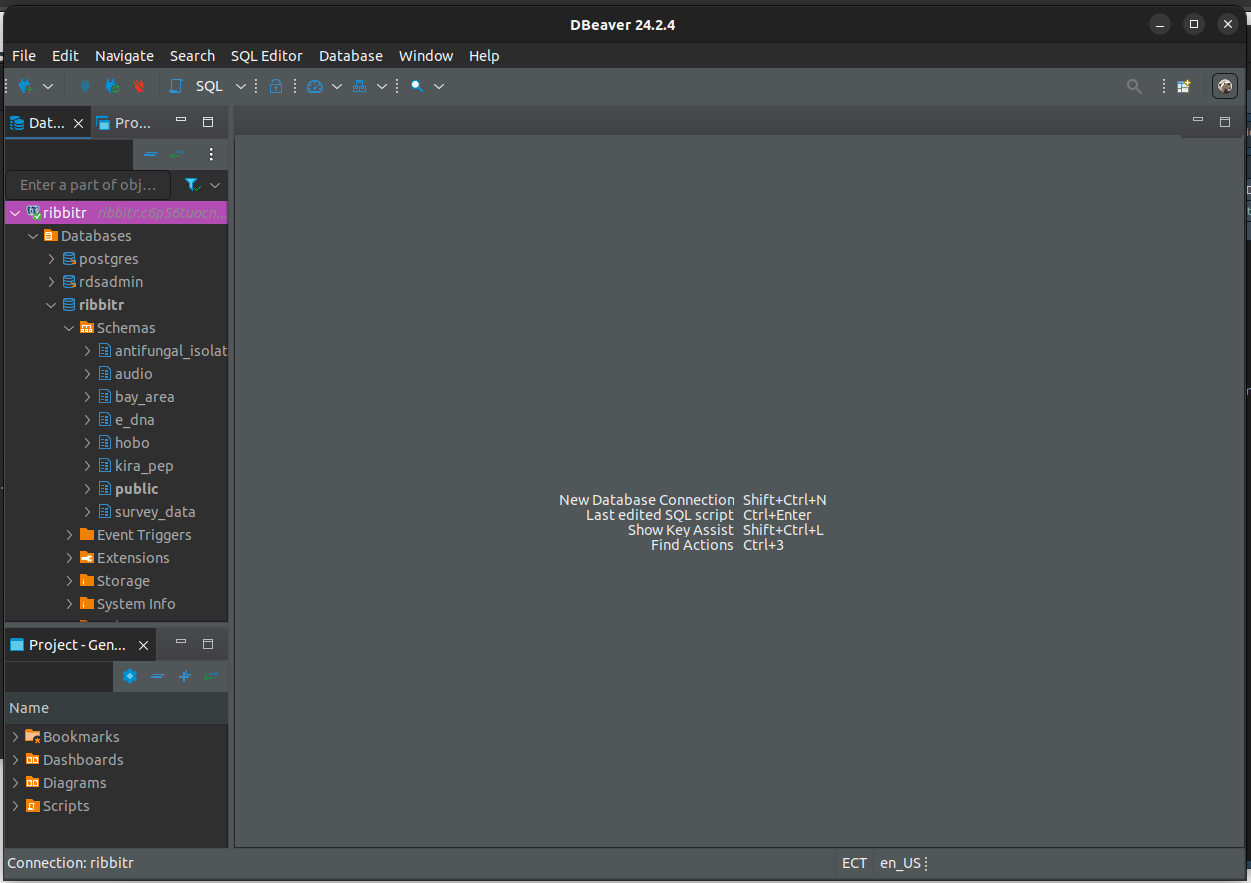 DBeaver 24.2.4
File Edit Navigate Search SQL Editor Database Window Help
SQL
Dat... Pro...
Enter a part of obj...
ribbitr ribbitr.c6p56tuocn...
Databases
postgres
rdsadmin
ribbitr
Schemas
antifungal_isolat
audio
bay_area
e_dna
hobo
kira_pep
public
survey_data
Event Triggers
Extensions
Storage
System Info
New Database Connection Shift+Ctrl+N
Last edited SQL script Ctrl+Enter
Show Key Assist Shift+Ctrl+L
Find Actions Ctrl+3
Project - Gen...
Name
Bookmarks
Dashboards
Diagrams
Scripts
Connection: ribbitr ECT en_US